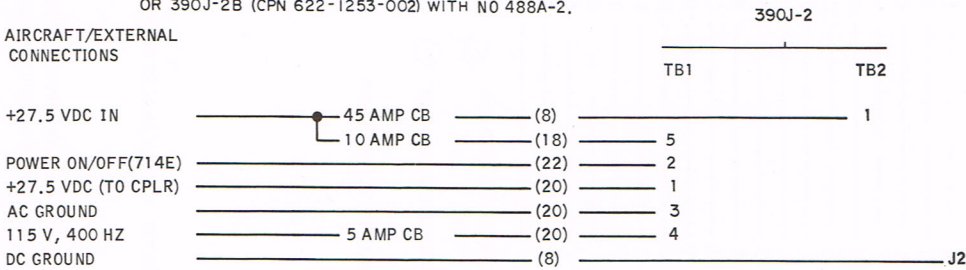 OR 390J-2B (CPN 622-1253-002) WITH NO 488A-2.
390J-2
AIRCRAFT/EXTERNAL
CONNECTIONS
TB1 TB2
+27.5 VDC IN 45 AMP CB (8) 1
10 AMP CB (18) 5
POWER ON/OFF(714E) (22) 2
+27.5 VDC (TO CPLR) (20) 1
AC GROUND (20) 3
115 V, 400 HZ 5 AMP CB (20) 4
DC GROUND (8) J2